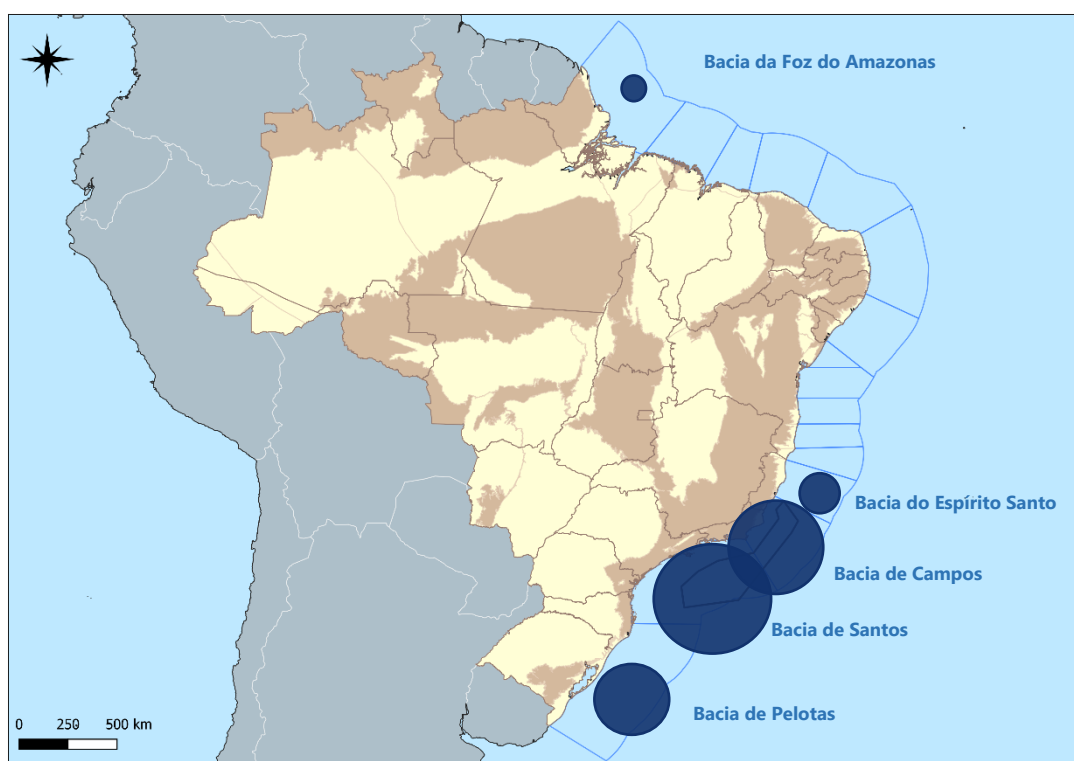 Bacia da Foz do Amazonas
Bacia do Espírito Santo
Bacia de Campos
Bacia de Santos
Bacia de Pelotas
0 250 500 km